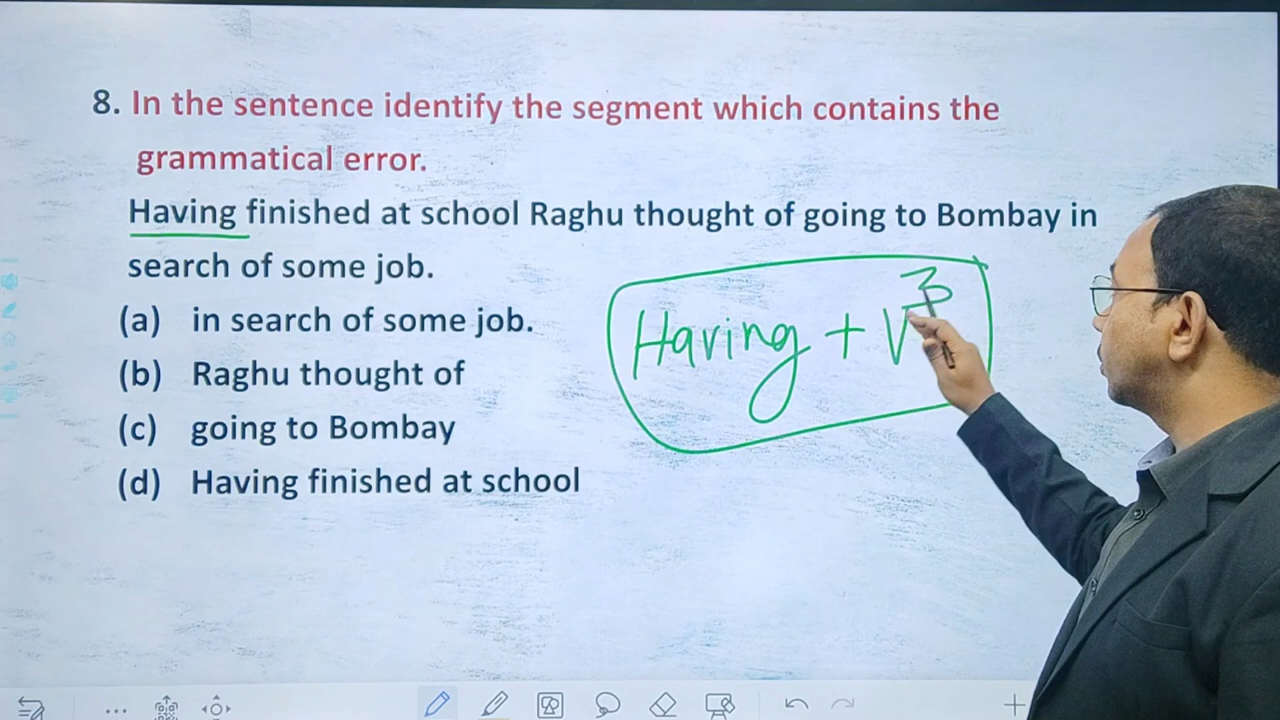 8. In the sentence identify the segment which contains the
grammatical error.
Having finished at school Raghu thought of going to Bombay in
search of some job.
Having + V3
(a) in search of some job.
(b) Raghu thought of
(c) going to Bombay
(d) Having finished at school